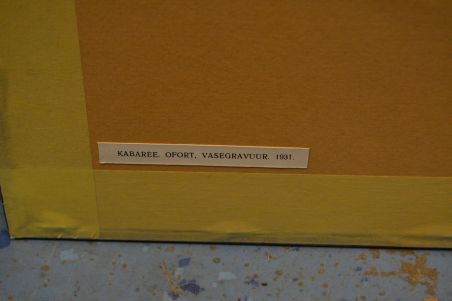 KABAREE. OFORT, VASEGRAVUUR. 1931.